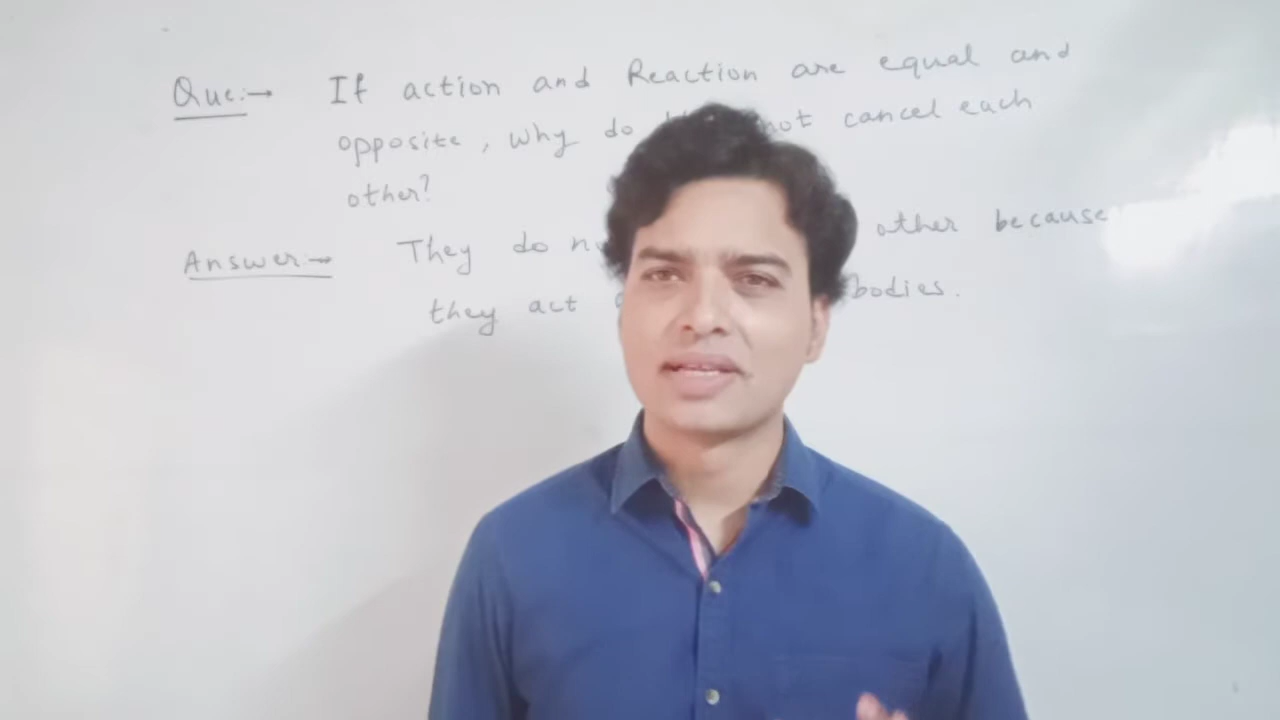 Que:→ If action and Reaction are equal and
opposite, why do not cancel each
other?
Answer:→ They do other because
they act bodies.